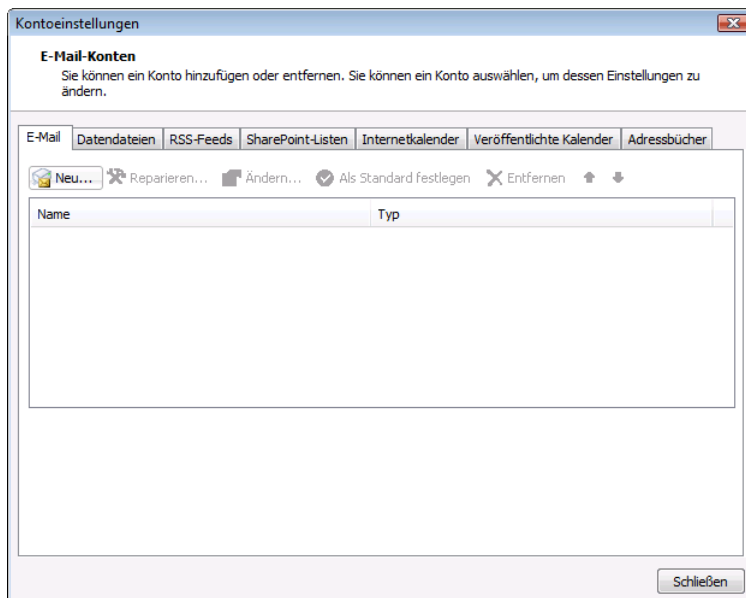 Kontoeinstellungen
E-Mail-Konten
Sie können ein Konto hinzufügen oder entfernen. Sie können ein Konto auswählen, um dessen Einstellungen zu
ändern.
E-Mail Datendateien RSS-Feeds SharePoint-Listen Internetkalender Veröffentlichte Kalender Adressbücher
Neu... Reparieren... Ändern... Als Standard festlegen Entfernen
Name Typ
Schließen